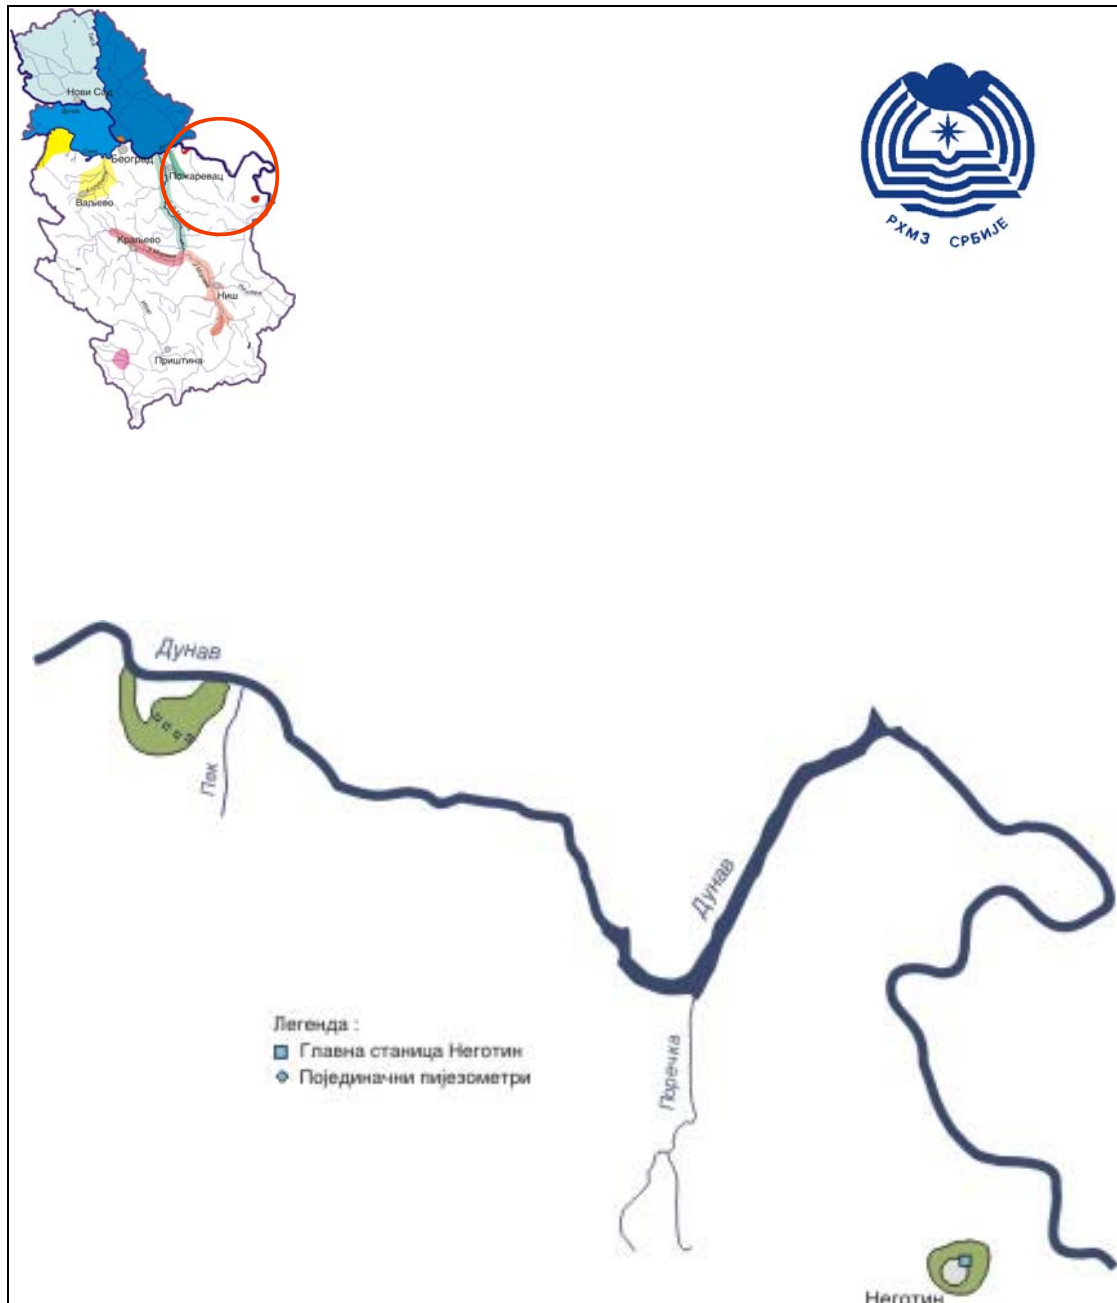 Нови Сад
Београд
Пожаревац
Ваљево
Краљево
Ниш
Приштина
РХМЗ СРБИЈЕ
Дунав
Пек
Дунав
Поречка
Легенда :
Главна станица Неготин
Појединачни пијезометри
Неготин